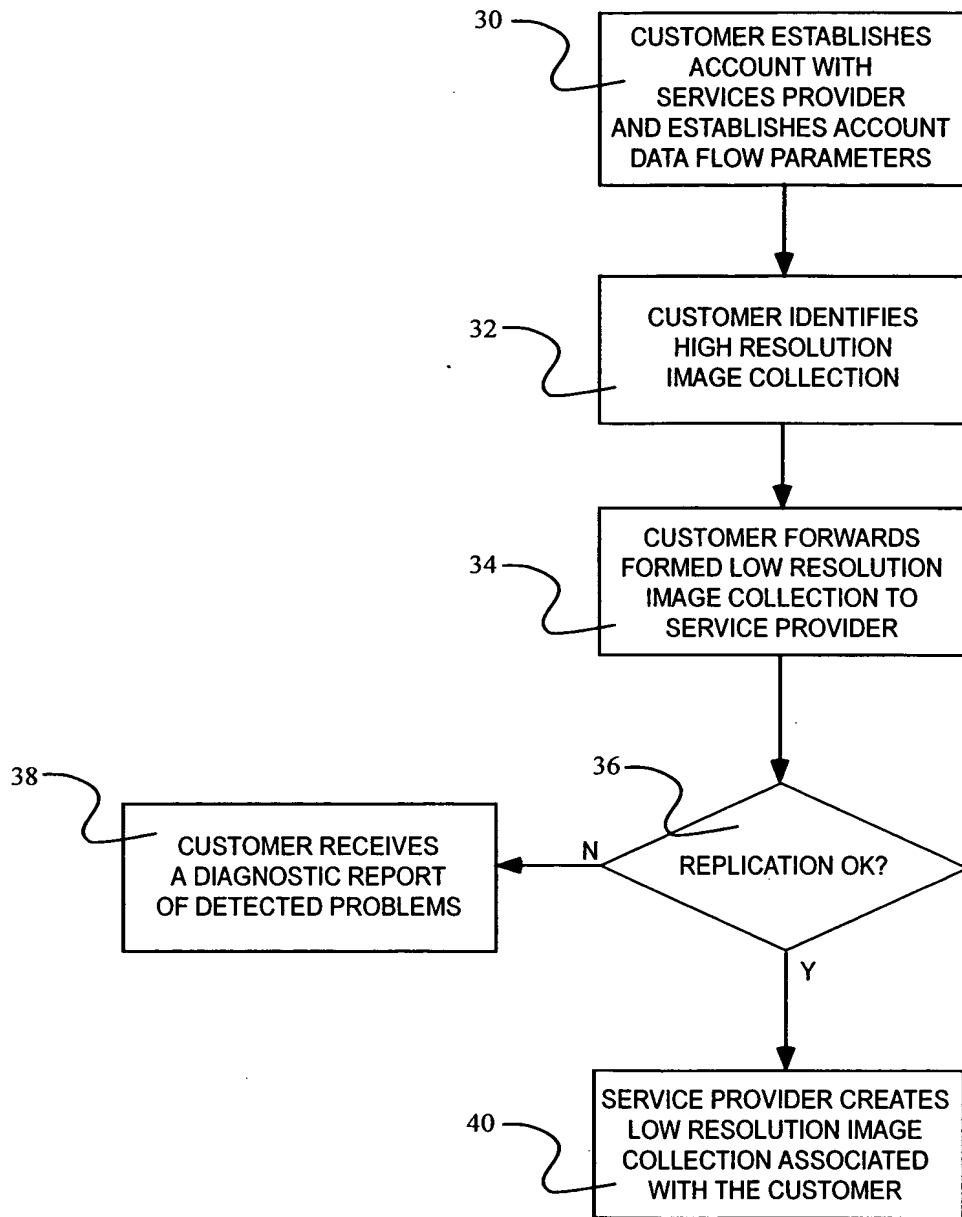 30
CUSTOMER ESTABLISHES
ACCOUNT WITH
SERVICES PROVIDER
AND ESTABLISHES ACCOUNT
DATA FLOW PARAMETERS
32
CUSTOMER IDENTIFIES
HIGH RESOLUTION
IMAGE COLLECTION
34
CUSTOMER FORWARDS
FORMED LOW RESOLUTION
IMAGE COLLECTION TO
SERVICE PROVIDER
36
REPLICATION OK?
N
38
CUSTOMER RECEIVES
A DIAGNOSTIC REPORT
OF DETECTED PROBLEMS
Y
40
SERVICE PROVIDER CREATES
LOW RESOLUTION IMAGE
COLLECTION ASSOCIATED
WITH THE CUSTOMER